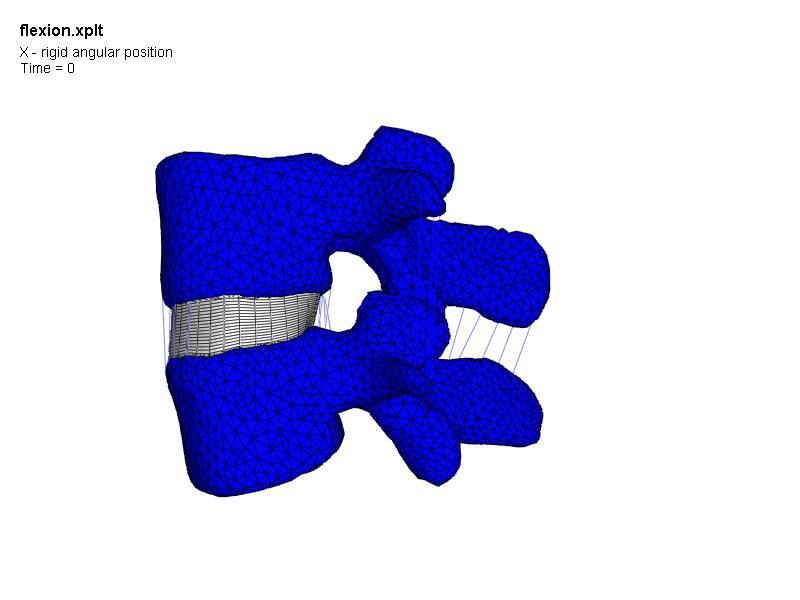 flexion.xplt
X - rigid angular position
Time = 0